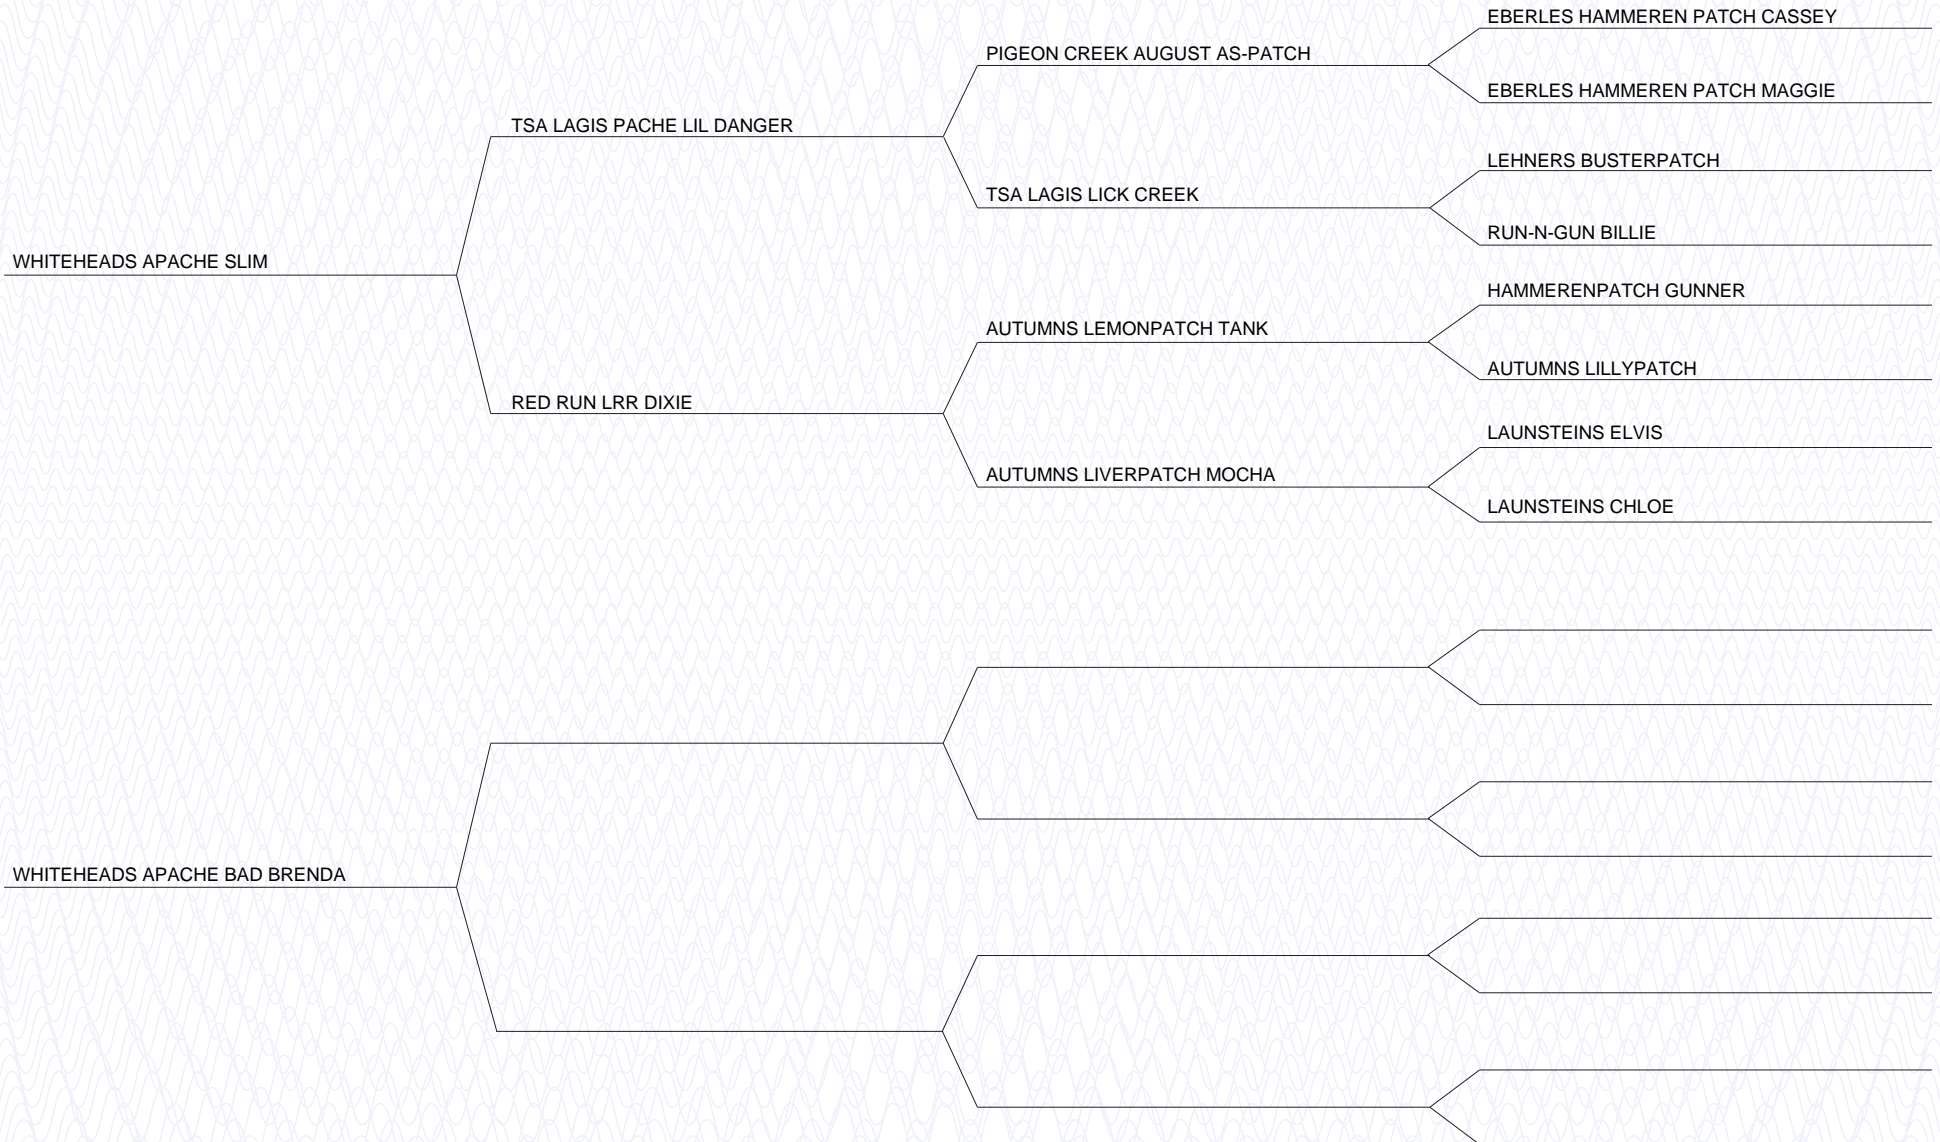 EBERLES HAMMEREN PATCH CASSEY
PIGEON CREEK AUGUST AS-PATCH
EBERLES HAMMEREN PATCH MAGGIE
TSA LAGIS PACHE LIL DANGER
LEHNERS BUSTERPATCH
TSA LAGIS LICK CREEK
RUN-N-GUN BILLIE
WHITEHEADS APACHE SLIM
HAMMERENPATCH GUNNER
AUTUMNS LEMONPATCH TANK
AUTUMNS LILLYPATCH
RED RUN LRR DIXIE
LAUNSTEINS ELVIS
AUTUMNS LIVERPATCH MOCHA
LAUNSTEINS CHLOE
WHITEHEADS APACHE BAD BRENDA